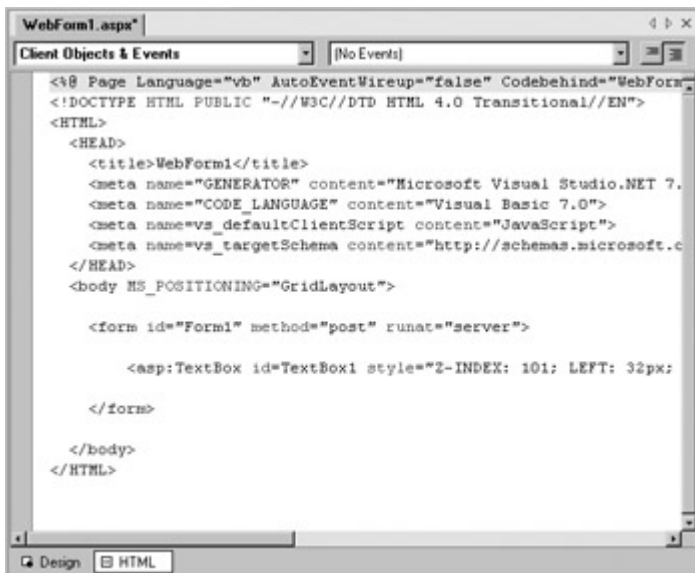 WebForm1.aspx*
Client Objects & Events (No Events)
<%@ Page Language="vb" AutoEventWireup="false" Codebehind="WebForm
<!DOCTYPE HTML PUBLIC "-//W3C//DTD HTML 4.0 Transitional//EN">
<HTML>
<HEAD>
<title>WebForm1</title>
<meta name="GENERATOR" content="Microsoft Visual Studio.NET 7.
<meta name="CODE_LANGUAGE" content="Visual Basic 7.0">
<meta name=vs_defaultClientScript content="JavaScript">
<meta name=vs_targetSchema content="http://schemas.microsoft.c
</HEAD>
<body MS_POSITIONING="GridLayout">
<form id="Form1" method="post" runat="server">
<asp:TextBox id=TextBox1 style="Z-INDEX: 101; LEFT: 32px;
</form>
</body>
</HTML>
Design HTML